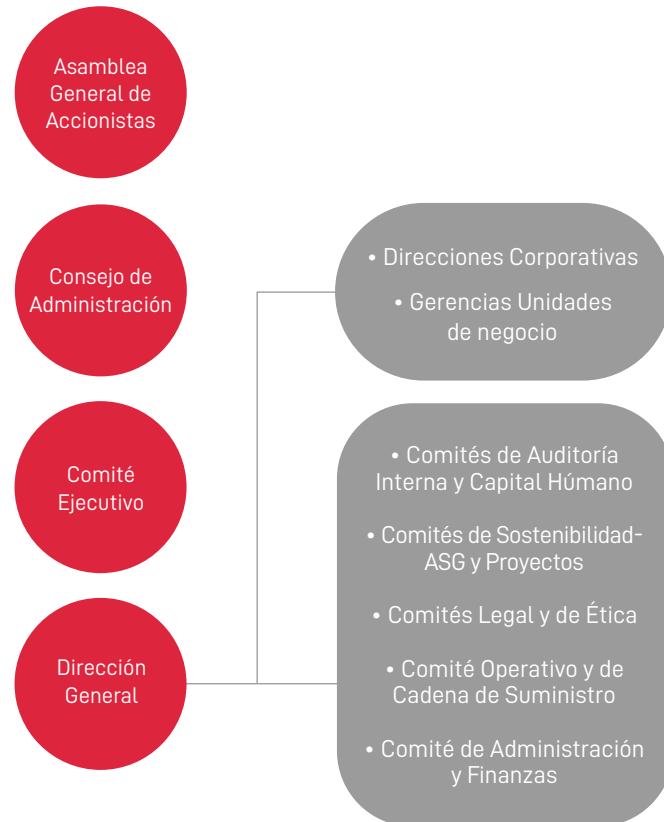 Asamblea
General de
Accionistas
Consejo de
Administración
Comité
Ejecutivo
Dirección
General
• Direcciones Corporativas
• Gerencias Unidades
de negocio
• Comités de Auditoría
Interna y Capital Húmano
• Comités de Sostenibilidad-
ASG y Proyectos
• Comités Legal y de Ética
• Comité Operativo y de
Cadena de Suministro
• Comité de Administración
y Finanzas